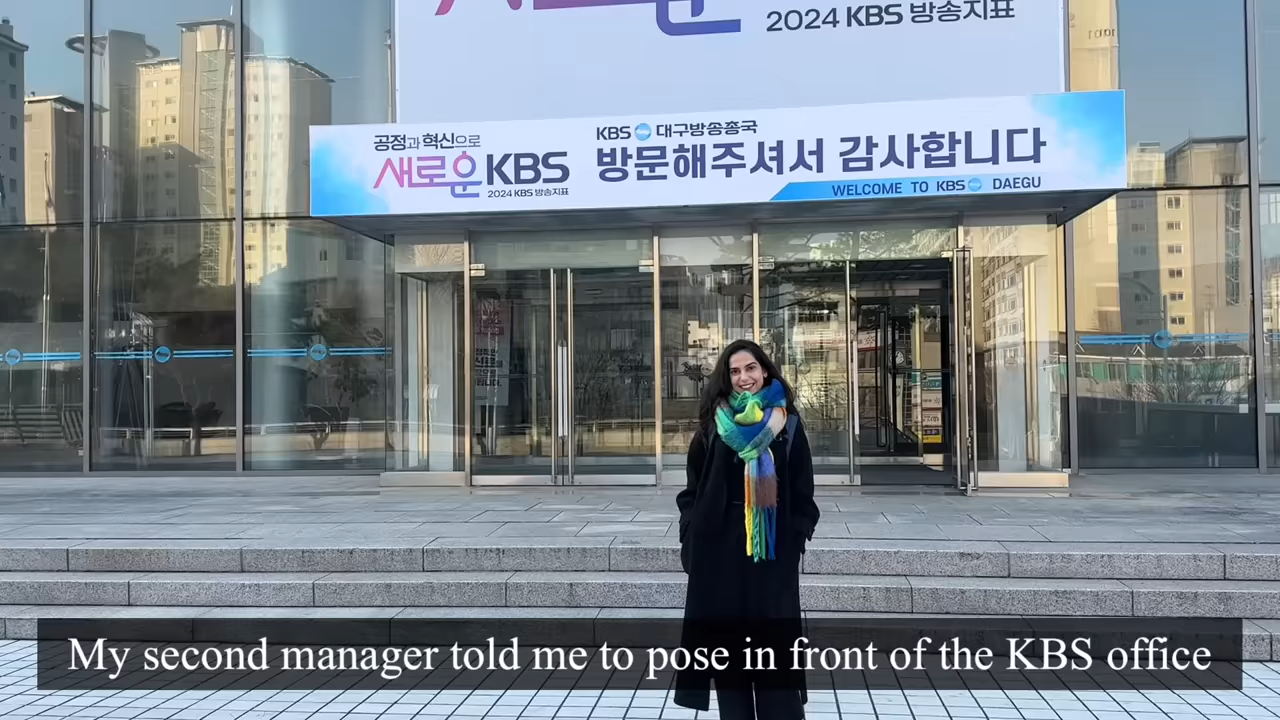 새로운
2024 KBS 방송지표
공정과 혁신으로
새로운 KBS
2024 KBS 방송지표
KBS 대구방송총국
방문해주셔서 감사합니다
WELCOME TO KBS DAEGU
My second manager told me to pose in front of the KBS office